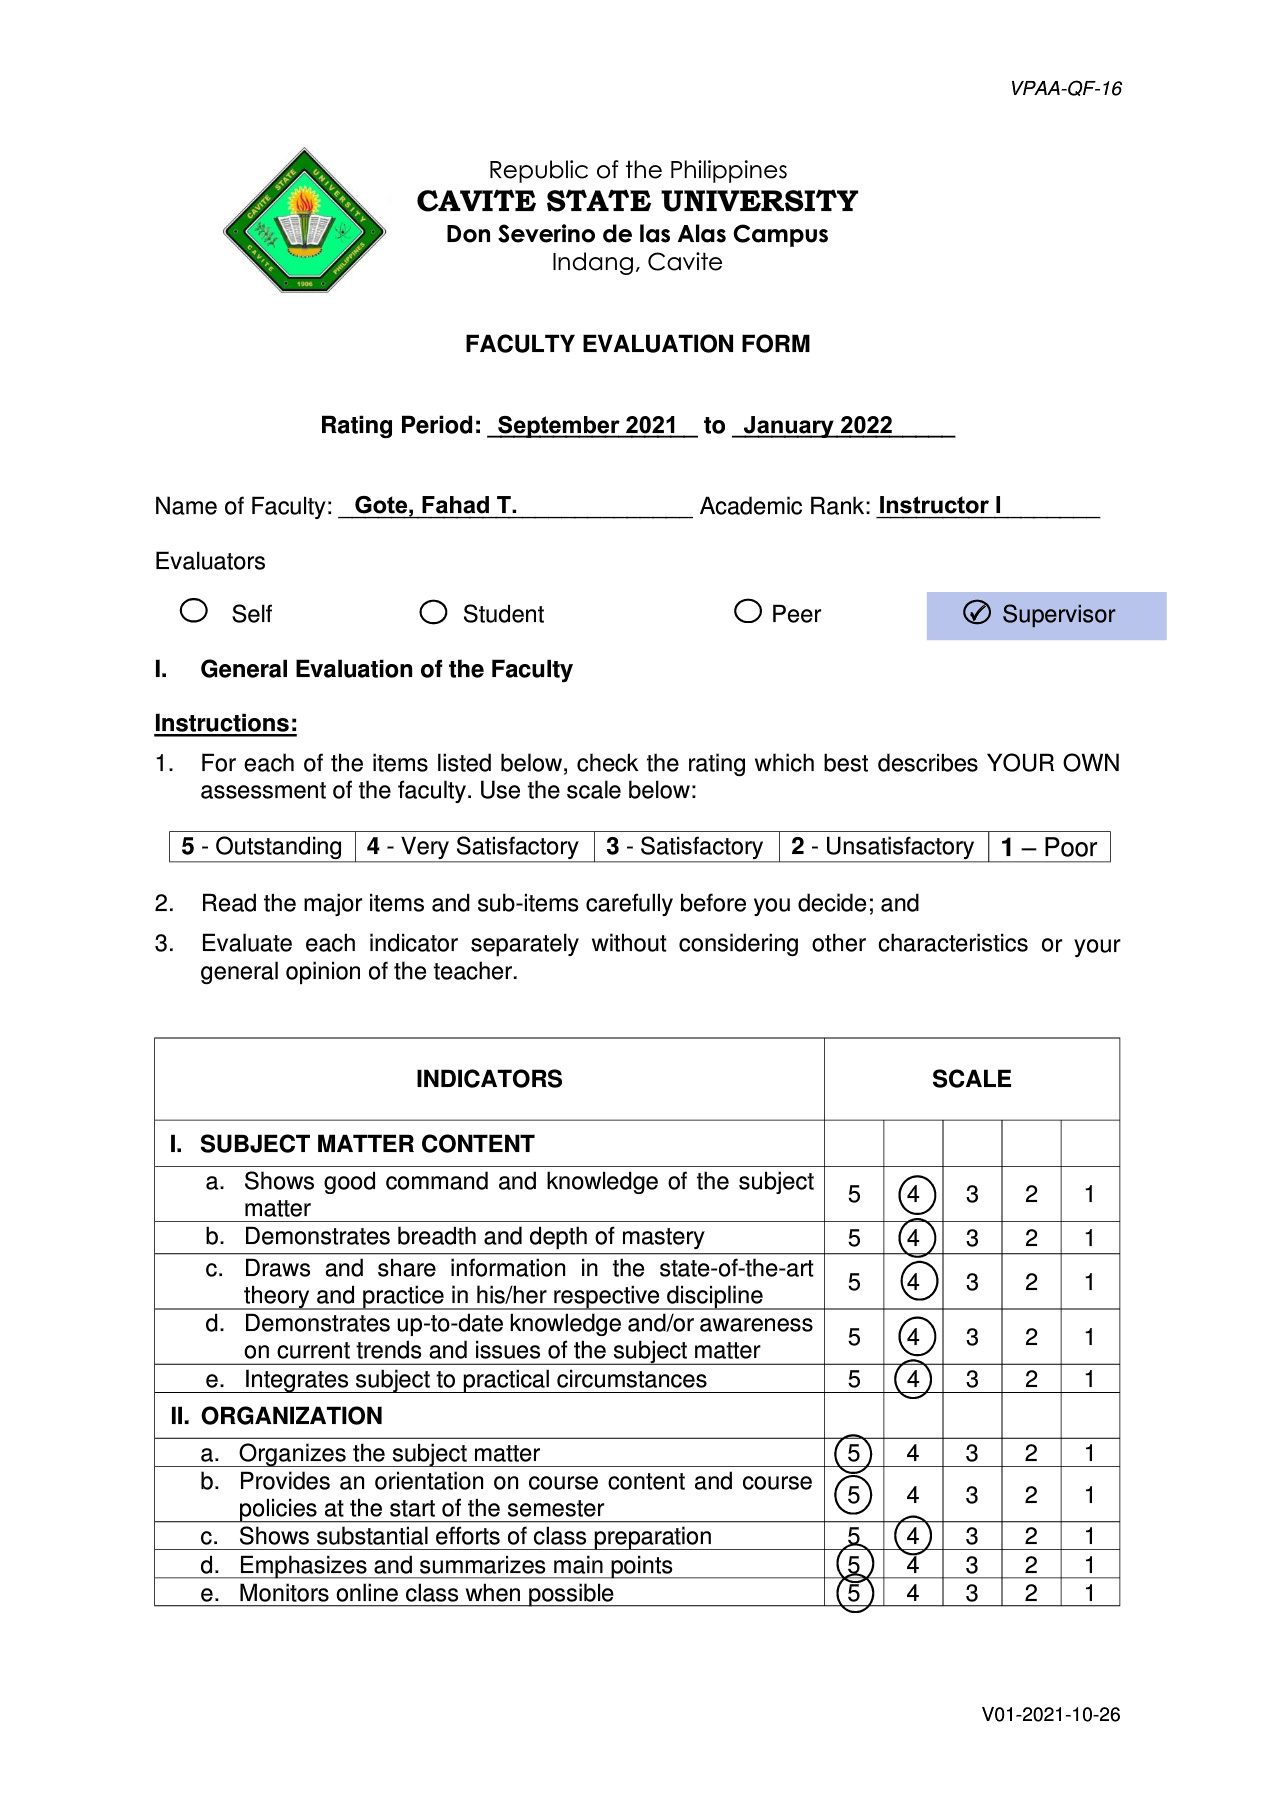 VPAA-QF-16
CAVITE STATE UNIVERSITY
CAVITE PHILIPPINES
1906
Republic of the Philippines
CAVITE STATE UNIVERSITY
Don Severino de las Alas Campus
Indang, Cavite
FACULTY EVALUATION FORM
Rating Period: September 2021 to January 2022
Name of Faculty: Gote, Fahad T. Academic Rank: Instructor I
Evaluators
Self Student Peer Supervisor
I. General Evaluation of the Faculty
Instructions:
1. For each of the items listed below, check the rating which best describes YOUR OWN
assessment of the faculty. Use the scale below:
5 - Outstanding 4 - Very Satisfactory 3 - Satisfactory 2 - Unsatisfactory 1 – Poor
2. Read the major items and sub-items carefully before you decide; and
3. Evaluate each indicator separately without considering other characteristics or your
general opinion of the teacher.
INDICATORS SCALE
I. SUBJECT MATTER CONTENT
a. Shows good command and knowledge of the subject
matter 5 4 3 2 1
b. Demonstrates breadth and depth of mastery 5 4 3 2 1
c. Draws and share information in the state-of-the-art
theory and practice in his/her respective discipline 5 4 3 2 1
d. Demonstrates up-to-date knowledge and/or awareness
on current trends and issues of the subject matter 5 4 3 2 1
e. Integrates subject to practical circumstances 5 4 3 2 1
II. ORGANIZATION
a. Organizes the subject matter 5 4 3 2 1
b. Provides an orientation on course content and course
policies at the start of the semester 5 4 3 2 1
c. Shows substantial efforts of class preparation 5 4 3 2 1
d. Emphasizes and summarizes main points 5 4 3 2 1
e. Monitors online class when possible 5 4 3 2 1
V01-2021-10-26